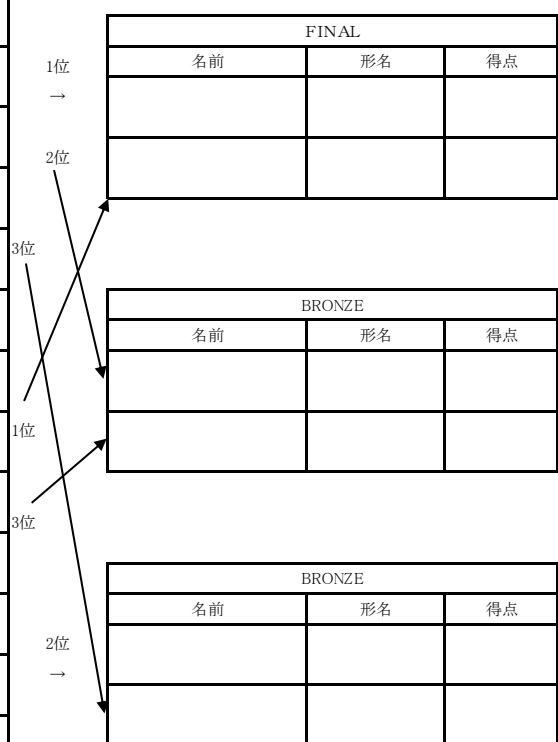 FINAL
名前 形名 得点
1位
→
2位
3位
BRONZE
名前 形名 得点
1位
3位
BRONZE
名前 形名 得点
2位
→